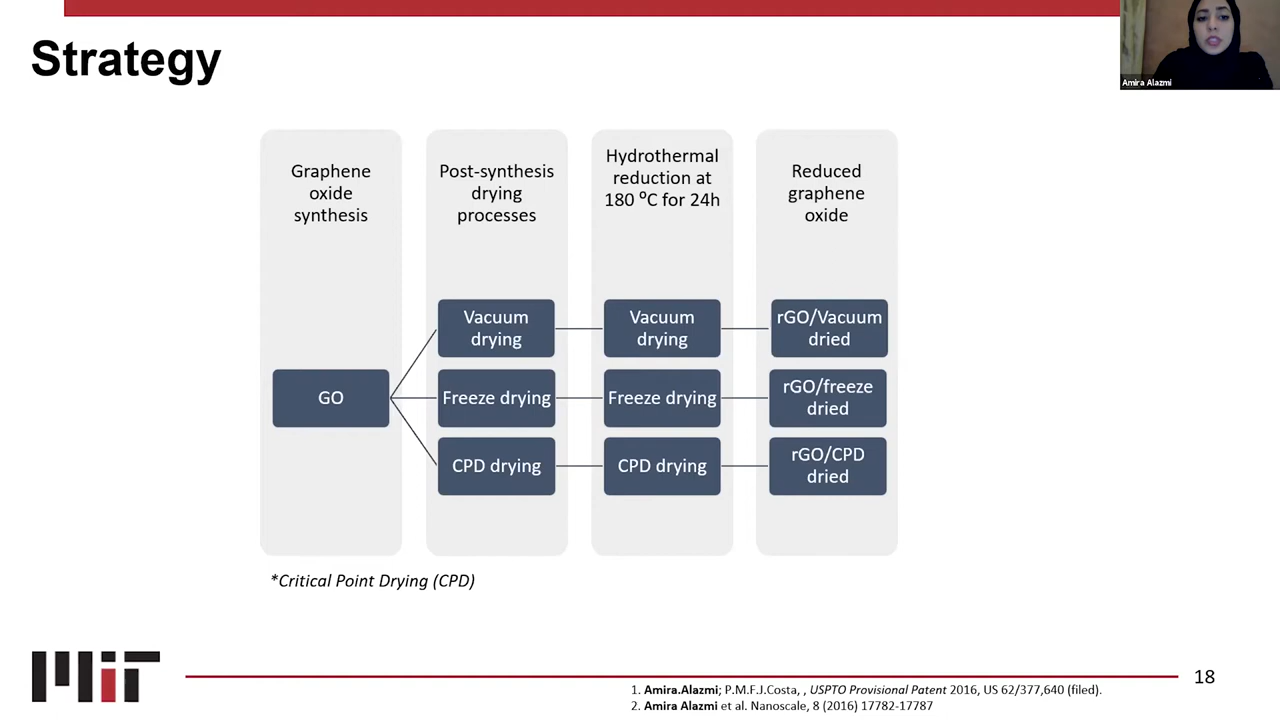 Strategy
Amira Alazmi
Graphene
oxide
synthesis
Post-synthesis
drying
processes
Hydrothermal
reduction at
180 ⁰C for 24h
Reduced
graphene
oxide
GO
Vacuum
drying
Vacuum
drying
rGO/Vacuum
dried
Freeze drying
Freeze drying
rGO/freeze
dried
CPD drying
CPD drying
rGO/CPD
dried
*Critical Point Drying (CPD)
MIT
18
1. Amira.Alazmi; P.M.F.J.Costa, , USPTO Provisional Patent 2016, US 62/377,640 (filed).
2. Amira Alazmi et al. Nanoscale, 8 (2016) 17782-17787